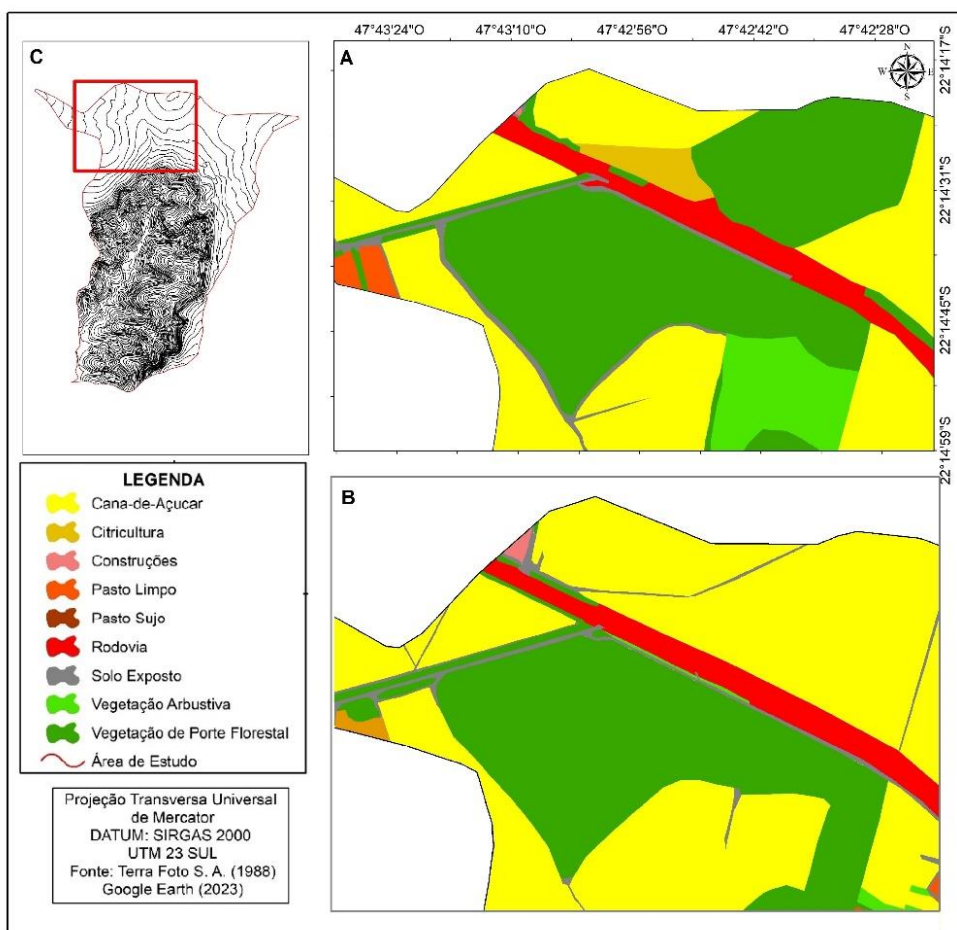 47°43'24"O 47°43'10"O 47°42'56"O 47°42'42"O 47°42'28"O
C
A
N
W E
S
22°14'17"S
22°14'31"S
22°14'45"S
22°14'59"S
LEGENDA
Cana-de-Açucar
Citricultura
Construções
Pasto Limpo
Pasto Sujo
Rodovia
Solo Exposto
Vegetação Arbustiva
Vegetação de Porte Florestal
Área de Estudo
B
Projeção Transversa Universal
de Mercator
DATUM: SIRGAS 2000
UTM 23 SUL
Fonte: Terra Foto S. A. (1988)
Google Earth (2023)